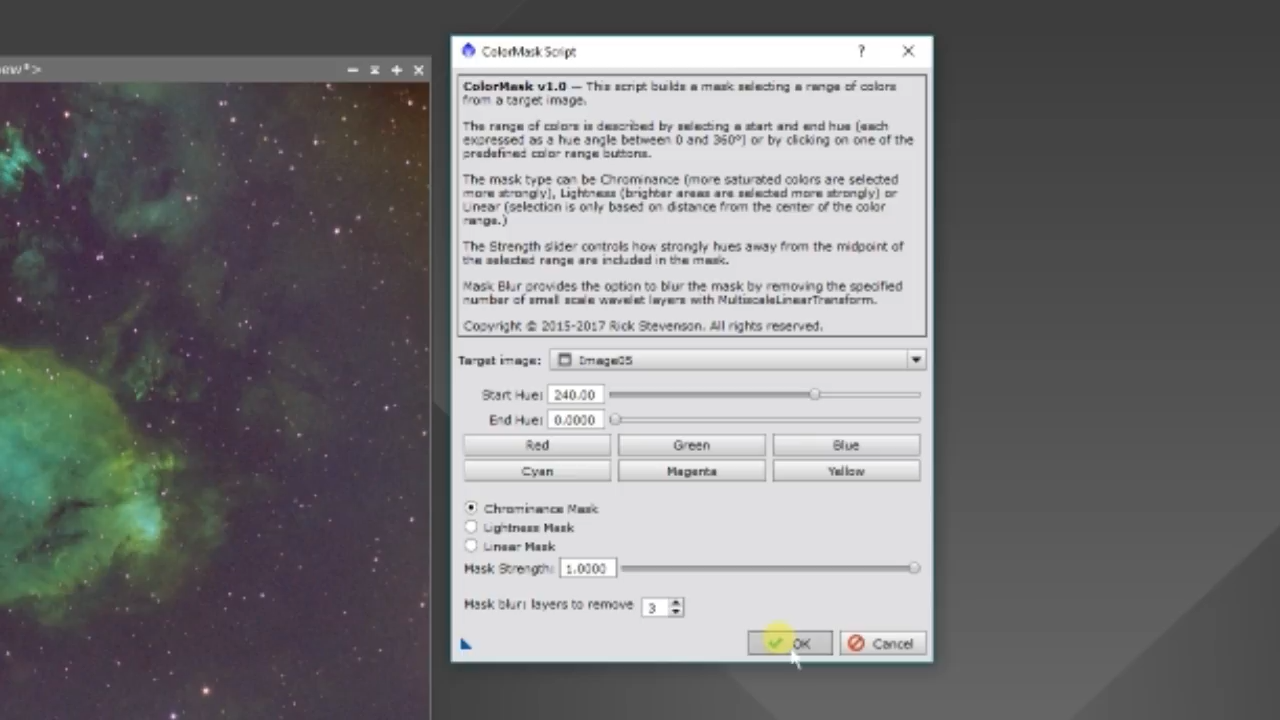 ew*>
ColorMask Script
?
ColorMask v1.0 — This script builds a mask selecting a range of colors
from a target image.
The range of colors is described by selecting a start and end hue (each
expressed as a hue angle between 0 and 360°) or by clicking on one of the
predefined color range buttons.
The mask type can be Chrominance (more saturated colors are selected
more strongly), Lightness (brighter areas are selected more strongly) or
Linear (selection is only based on distance from the center of the color
range.)
The Strength slider controls how strongly hues away from the midpoint of
the selected range are included in the mask.
Mask Blur provides the option to blur the mask by removing the specified
number of small scale wavelet layers with MultiscaleLinearTransform.
Copyright © 2015-2017 Rick Stevenson. All rights reserved.
Target image: Image05
Start Hue: 240.00
End Hue: 0.0000
Red Green Blue
Cyan Magenta Yellow
Chrominance Mask
Lightness Mask
Linear Mask
Mask Strength: 1.0000
Mask blur: layers to remove 3
OK Cancel